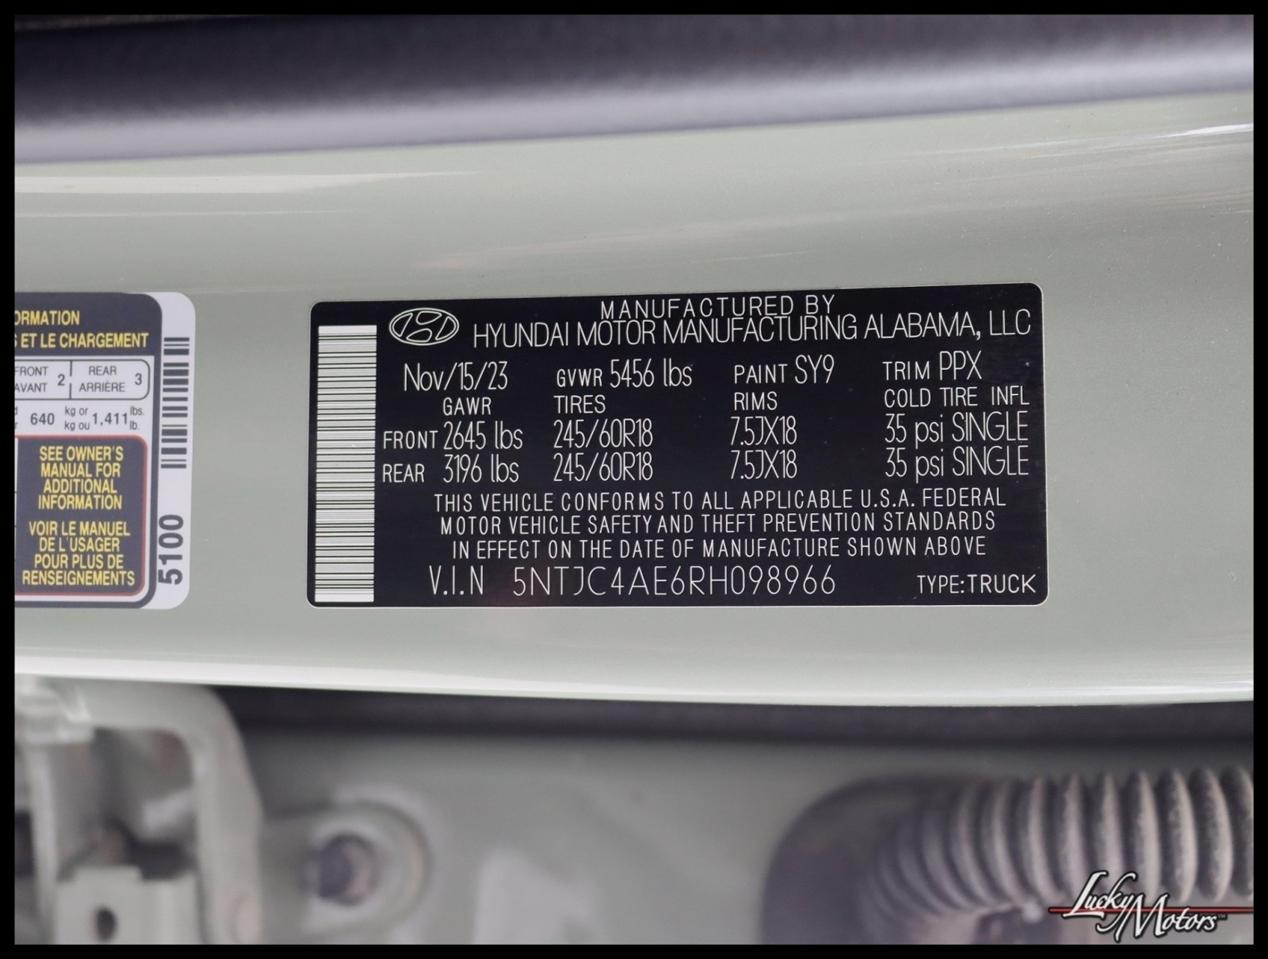 ORMATION
S ET LE CHARGEMENT
FRONT
AVANT 2
REAR
ARRIÈRE 3
640 kg or
kg ou 1,411 lbs.
lb.
SEE OWNER'S
MANUAL FOR
ADDITIONAL
INFORMATION
VOIR LE MANUEL
DE L'USAGER
POUR PLUS DE
RENSEIGNEMENTS
5100
MANUFACTURED BY
HYUNDAI MOTOR MANUFACTURING ALABAMA, LLC
Nov/15/23 GVWR 5456 lbs PAINT SY9 TRIM PPX
GAWR TIRES RIMS COLD TIRE INFL
FRONT 2645 lbs 245/60R18 7.5JX18 35 psi SINGLE
REAR 3196 lbs 245/60R18 7.5JX18 35 psi SINGLE
THIS VEHICLE CONFORMS TO ALL APPLICABLE U.S.A. FEDERAL
MOTOR VEHICLE SAFETY AND THEFT PREVENTION STANDARDS
IN EFFECT ON THE DATE OF MANUFACTURE SHOWN ABOVE
V.I.N 5NTJC4AE6RH098966 TYPE:TRUCK
Lucky Motors™